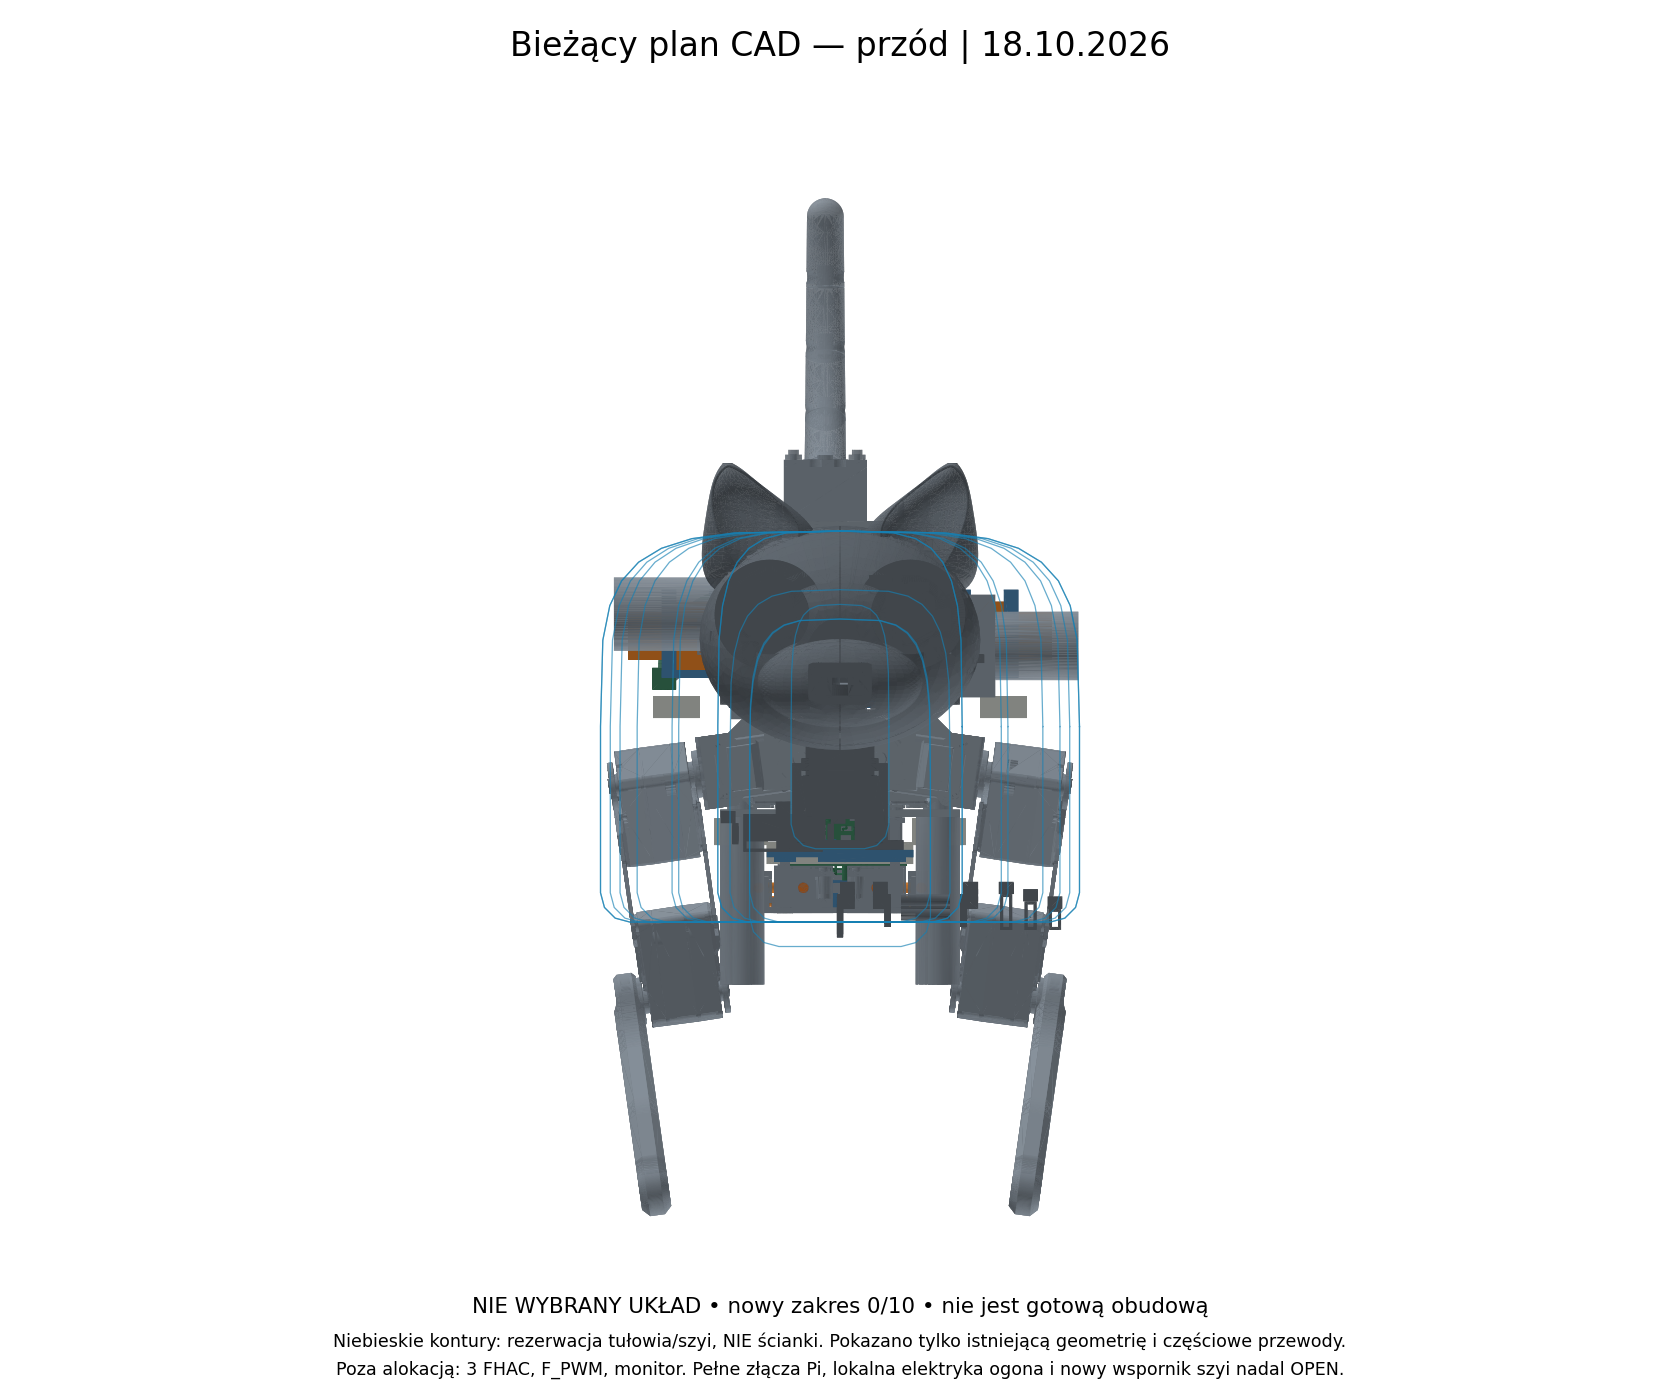 Bieżący plan CAD — przód | 18.10.2026
NIE WYBRANY UKŁAD • nowy zakres 0/10 • nie jest gotową obudową
Niebieskie kontury: rezerwacja tułowia/szyi, NIE ścianki. Pokazano tylko istniejącą geometrię i częściowe przewody.
Poza alokacją: 3 FHAC, F_PWM, monitor. Pełne złącza Pi, lokalna elektryka ogona i nowy wspornik szyi nadal OPEN.